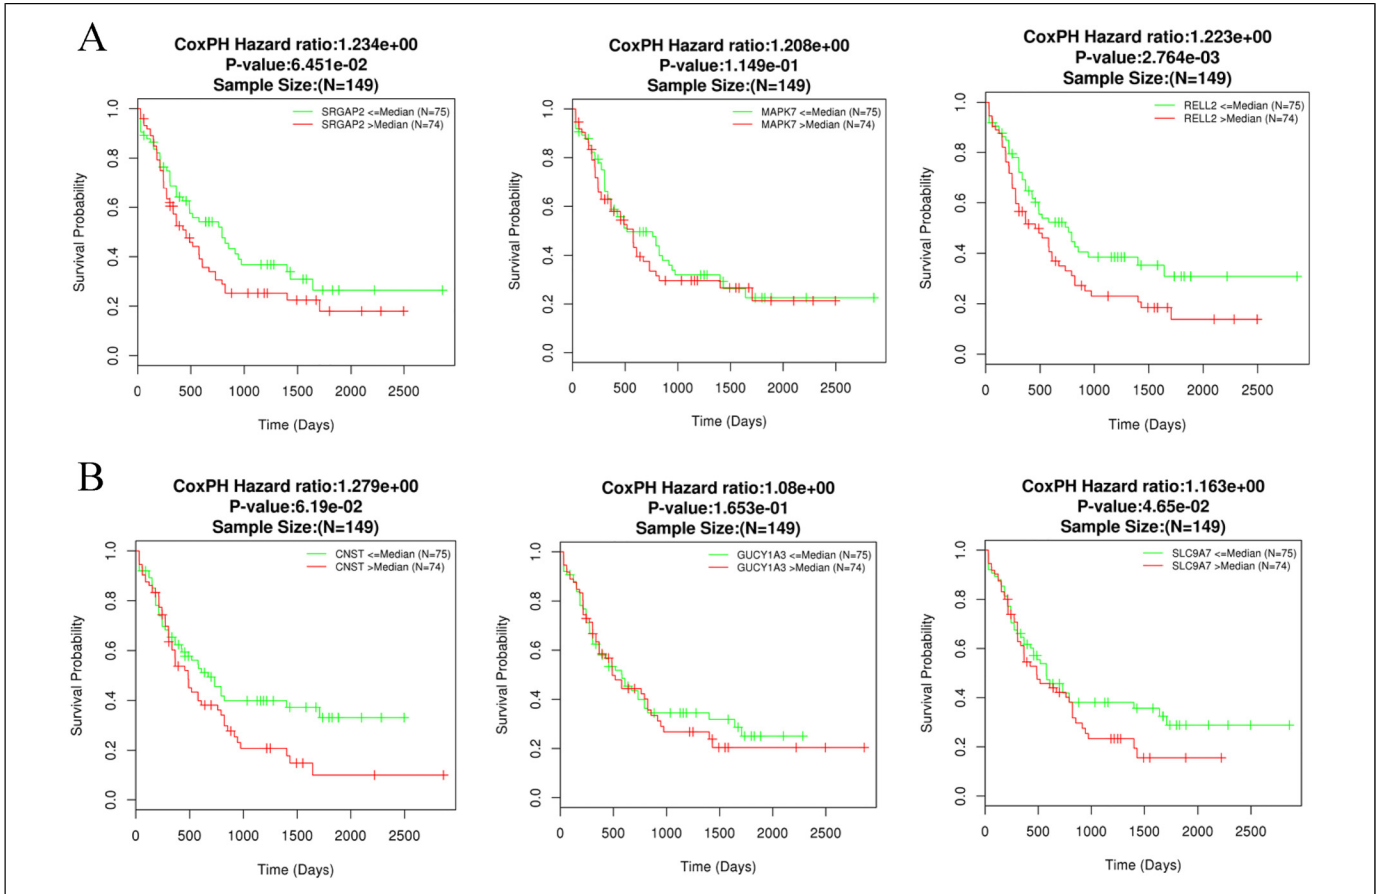 A
CoxPH Hazard ratio:1.234e+00
P-value:6.451e-02
Sample Size:(N=149)
SRGAP2 <=Median (N=75)
SRGAP2 >Median (N=74)
Survival Probability
1.0
0.8
0.6
0.4
0.2
0.0
0 500 1000 1500 2000 2500
Time (Days)
CoxPH Hazard ratio:1.208e+00
P-value:1.149e-01
Sample Size:(N=149)
MAPK7 <=Median (N=75)
MAPK7 >Median (N=74)
Survival Probability
1.0
0.8
0.6
0.4
0.2
0.0
0 500 1000 1500 2000 2500
Time (Days)
CoxPH Hazard ratio:1.223e+00
P-value:2.764e-03
Sample Size:(N=149)
RELL2 <=Median (N=75)
RELL2 >Median (N=74)
Survival Probability
1.0
0.8
0.6
0.4
0.2
0.0
0 500 1000 1500 2000 2500
Time (Days)
B
CoxPH Hazard ratio:1.279e+00
P-value:6.19e-02
Sample Size:(N=149)
CNST <=Median (N=75)
CNST >Median (N=74)
Survival Probability
1.0
0.8
0.6
0.4
0.2
0.0
0 500 1000 1500 2000 2500
Time (Days)
CoxPH Hazard ratio:1.08e+00
P-value:1.653e-01
Sample Size:(N=149)
GUCY1A3 <=Median (N=75)
GUCY1A3 >Median (N=74)
Survival Probability
1.0
0.8
0.6
0.4
0.2
0.0
0 500 1000 1500 2000 2500
Time (Days)
CoxPH Hazard ratio:1.163e+00
P-value:4.65e-02
Sample Size:(N=149)
SLC9A7 <=Median (N=75)
SLC9A7 >Median (N=74)
Survival Probability
1.0
0.8
0.6
0.4
0.2
0.0
0 500 1000 1500 2000 2500
Time (Days)